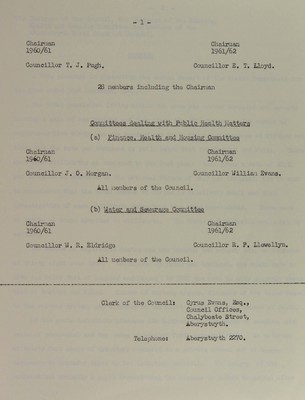 - 1 -
Chairman Chairman
1960/61 1961/62
Councillor T. J. Pugh. Councillor E. T. Lloyd.
28 members including the Chairman
Committees dealing with Public Health Matters
(a) Finance, Health and Housing Committee
Chairman Chairman
1960/61 1961/62
Councillor J. O. Morgan. Councillor William Evans.
All members of the Council.
(b) Water and Sewerage Committee
Chairman Chairman
1960/61 1961/62
Councillor W. R. Eldridge Councillor R. P. Llewellyn.
All members of the Council.
Clerk of the Council: Cyrus Evans, Esq.,
Council Offices,
Chalybeate Street,
Aberystwyth.
Telephone: Aberystwyth 2270.